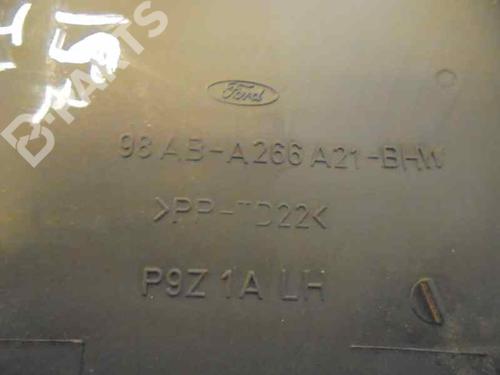 B-PARTS
Ford
98AB-A266A21-BHW
>PP-TD22<
P9Z 1A LH